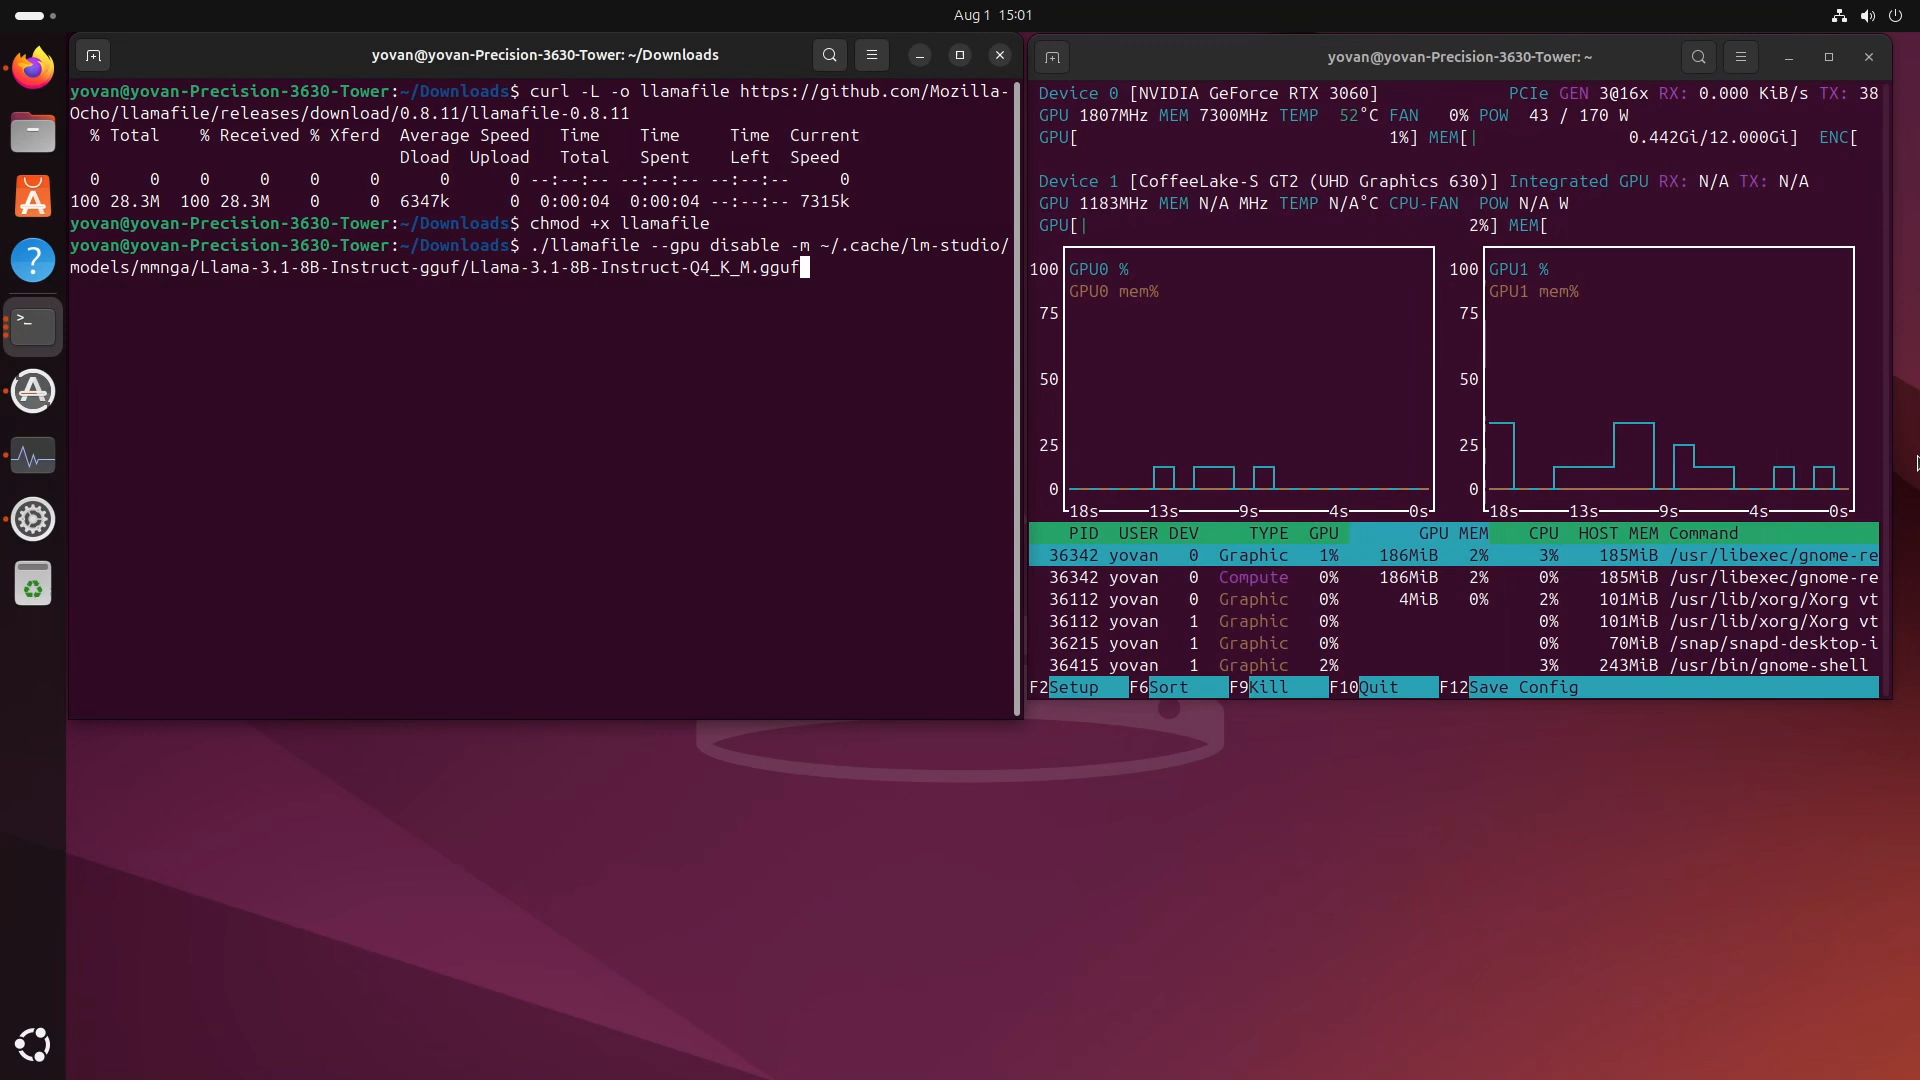 Aug 1 15:01
yovan@yovan-Precision-3630-Tower: ~/Downloads
yovan@yovan-Precision-3630-Tower:~/Downloads$ curl -L -o llamafile https://github.com/Mozilla-
Ocho/llamafile/releases/download/0.8.11/llamafile-0.8.11
% Total % Received % Xferd Average Speed Time Time Time Current
Dload Upload Total Spent Left Speed
0 0 0 0 0 0 0 0 --:--:-- --:--:-- --:--:-- 0
100 28.3M 100 28.3M 0 0 6347k 0 0:00:04 0:00:04 --:--:-- 7315k
yovan@yovan-Precision-3630-Tower:~/Downloads$ chmod +x llamafile
yovan@yovan-Precision-3630-Tower:~/Downloads$ ./llamafile --gpu disable -m ~/.cache/lm-studio/
models/mmnga/Llama-3.1-8B-Instruct-gguf/Llama-3.1-8B-Instruct-Q4_K_M.gguf
yovan@yovan-Precision-3630-Tower: ~
Device 0 [NVIDIA GeForce RTX 3060] PCIe GEN 3@16x RX: 0.000 KiB/s TX: 38
GPU 1807MHz MEM 7300MHz TEMP 52°C FAN 0% POW 43 / 170 W
GPU[ 1%] MEM[| 0.442Gi/12.000Gi] ENC[
Device 1 [CoffeeLake-S GT2 (UHD Graphics 630)] Integrated GPU RX: N/A TX: N/A
GPU 1183MHz MEM N/A MHz TEMP N/A°C CPU-FAN POW N/A W
GPU[| 2%] MEM[
100 GPU0 % 100 GPU1 %
GPU0 mem% GPU1 mem%
75 75
50 50
25 25
0 0
18s 13s 9s 4s 0s 18s 13s 9s 4s 0s
PID USER DEV TYPE GPU GPU MEM CPU HOST MEM Command
36342 yovan 0 Graphic 1% 186MiB 2% 3% 185MiB /usr/libexec/gnome-re
36342 yovan 0 Compute 0% 186MiB 2% 0% 185MiB /usr/libexec/gnome-re
36112 yovan 0 Graphic 0% 4MiB 0% 2% 101MiB /usr/lib/xorg/Xorg vt
36112 yovan 1 Graphic 0% 0% 101MiB /usr/lib/xorg/Xorg vt
36215 yovan 1 Graphic 0% 0% 70MiB /snap/snapd-desktop-i
36415 yovan 1 Graphic 2% 3% 243MiB /usr/bin/gnome-shell
F2Setup F6Sort F9Kill F10Quit F12Save Config